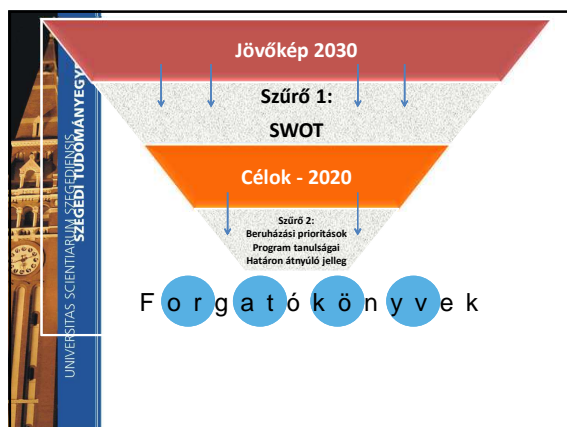 Jövőkép 2030
Szűrő 1:
SWOT
Célok - 2020
Szűrő 2:
Beruházási prioritások
Program tanulságai
Határon átnyúló jelleg
Forgatókönyvek
UNIVERSITAS SCIENTIARUM SZEGEDIENSIS
SZEGEDI TUDOMÁNYEGY